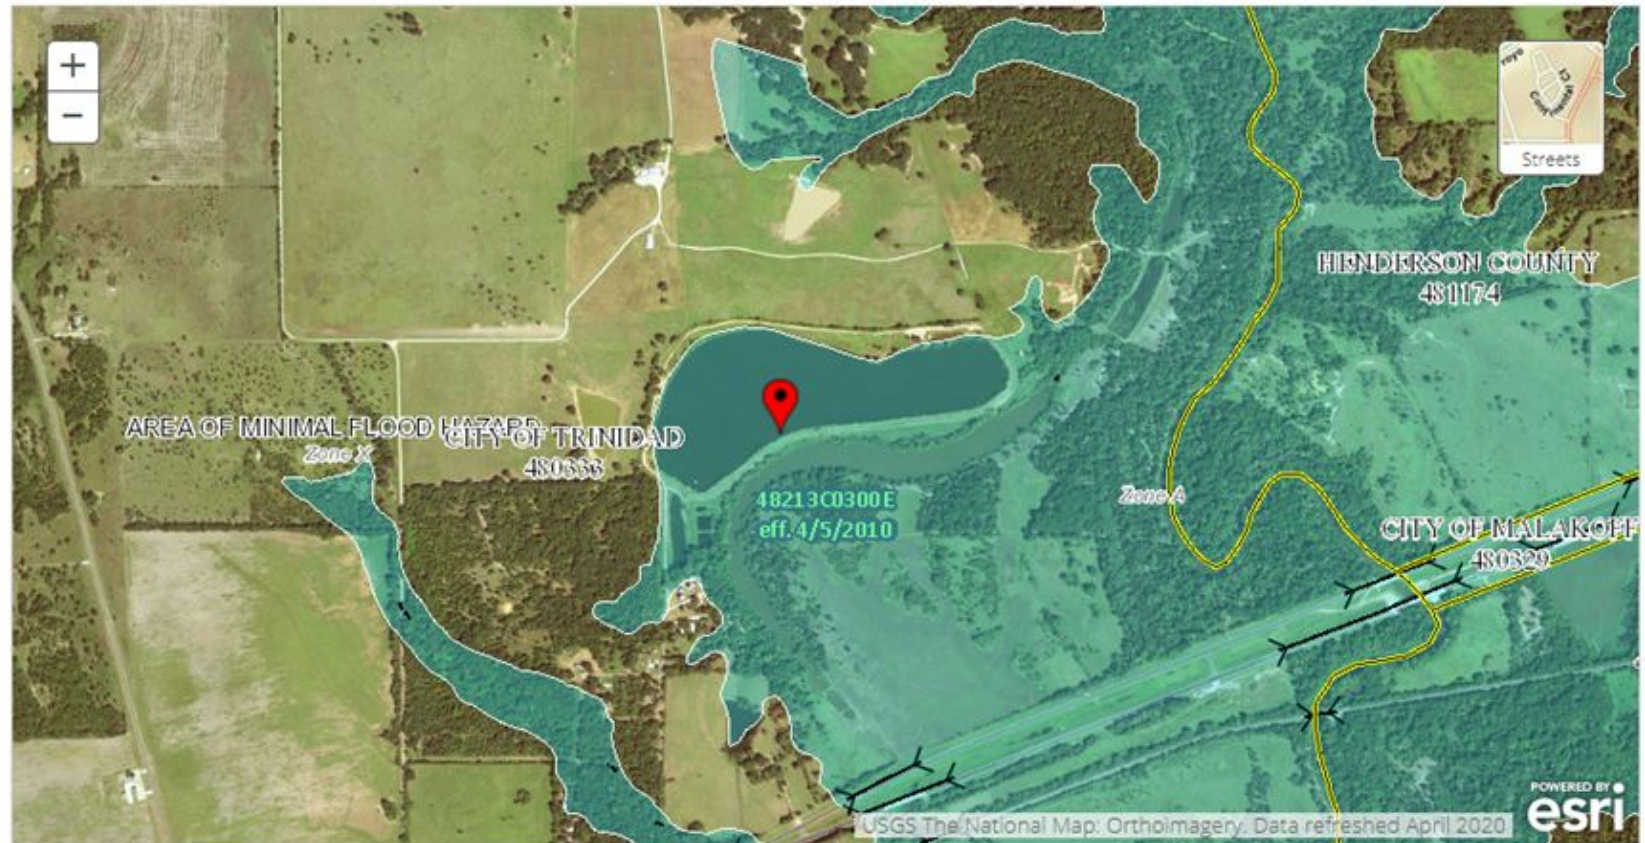 +
−
Streets
HENDERSON COUNTY
481174
AREA OF MINIMAL FLOOD HAZARD
Zone X
CITY OF TRINIDAD
480336
48213C0300E
eff. 4/5/2010
Zone A
CITY OF MALAKOFF
480329
POWERED BY
esri
USGS The National Map: Orthoimagery. Data refreshed April 2020